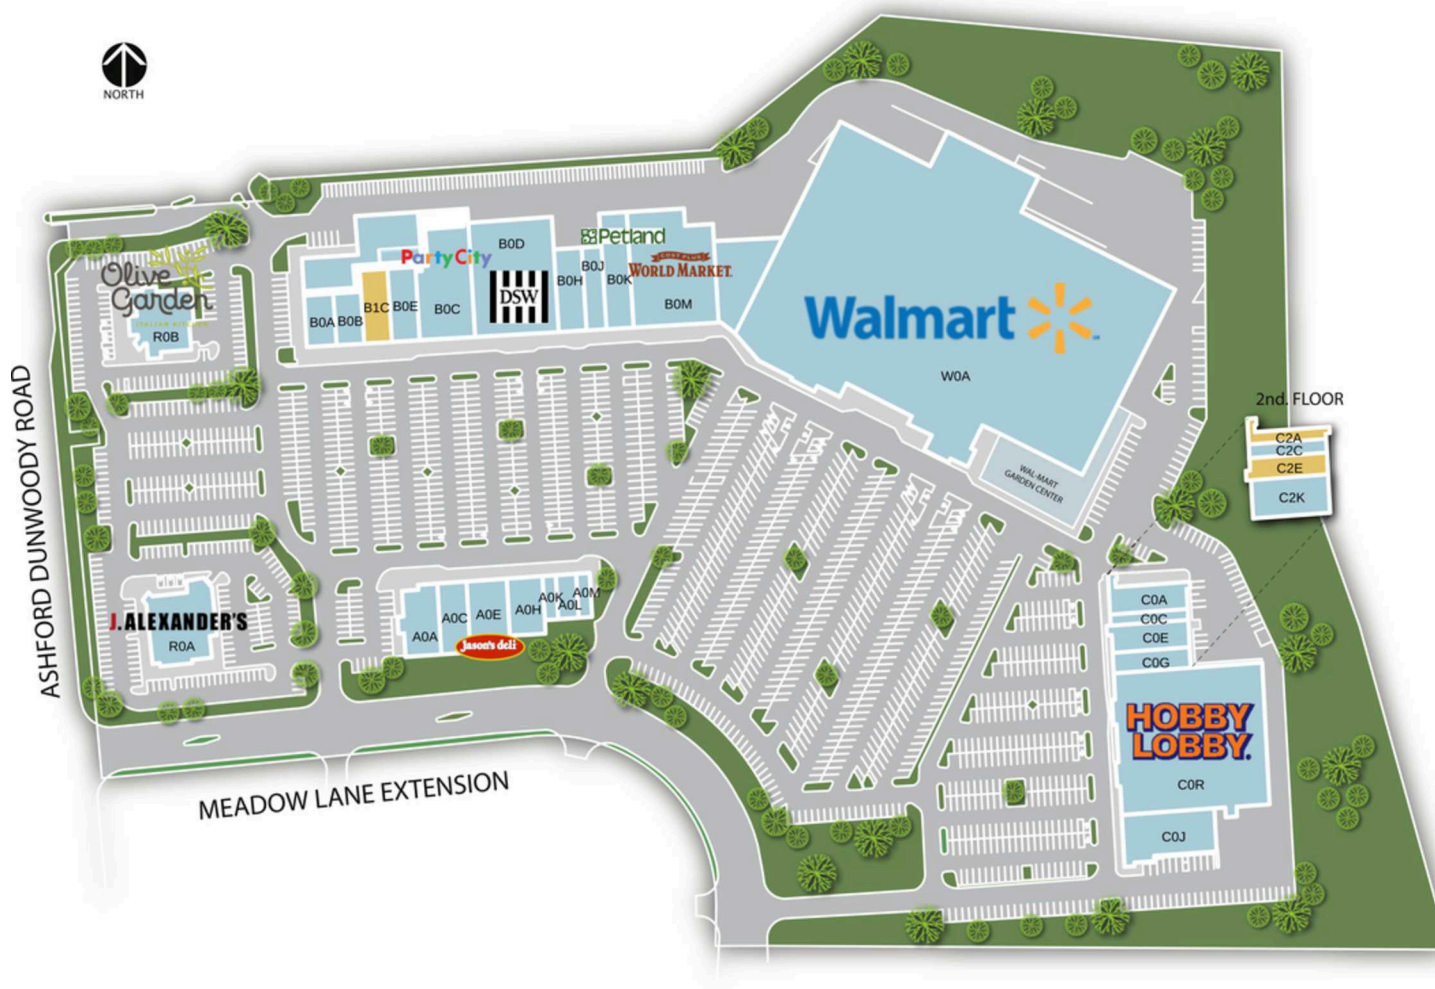 NORTH
Olive
Garden
ITALIAN KITCHEN
R0B
Party City
B0D
DSW
Petland
COST PLUS
WORLD MARKET.
B0A
B0B
B1C
B0E
B0C
B0H
B0J
B0K
B0M
Walmart
W0A
WAL-MART
GARDEN CENTER
2nd. FLOOR
C2A
C2C
C2E
C2K
ASHFORD DUNWOODY ROAD
J.ALEXANDER'S
R0A
A0A
A0C
A0E
A0H
A0K
A0L
A0M
jason's deli
C0A
C0C
C0E
C0G
HOBBY
LOBBY.
C0R
C0J
MEADOW LANE EXTENSION